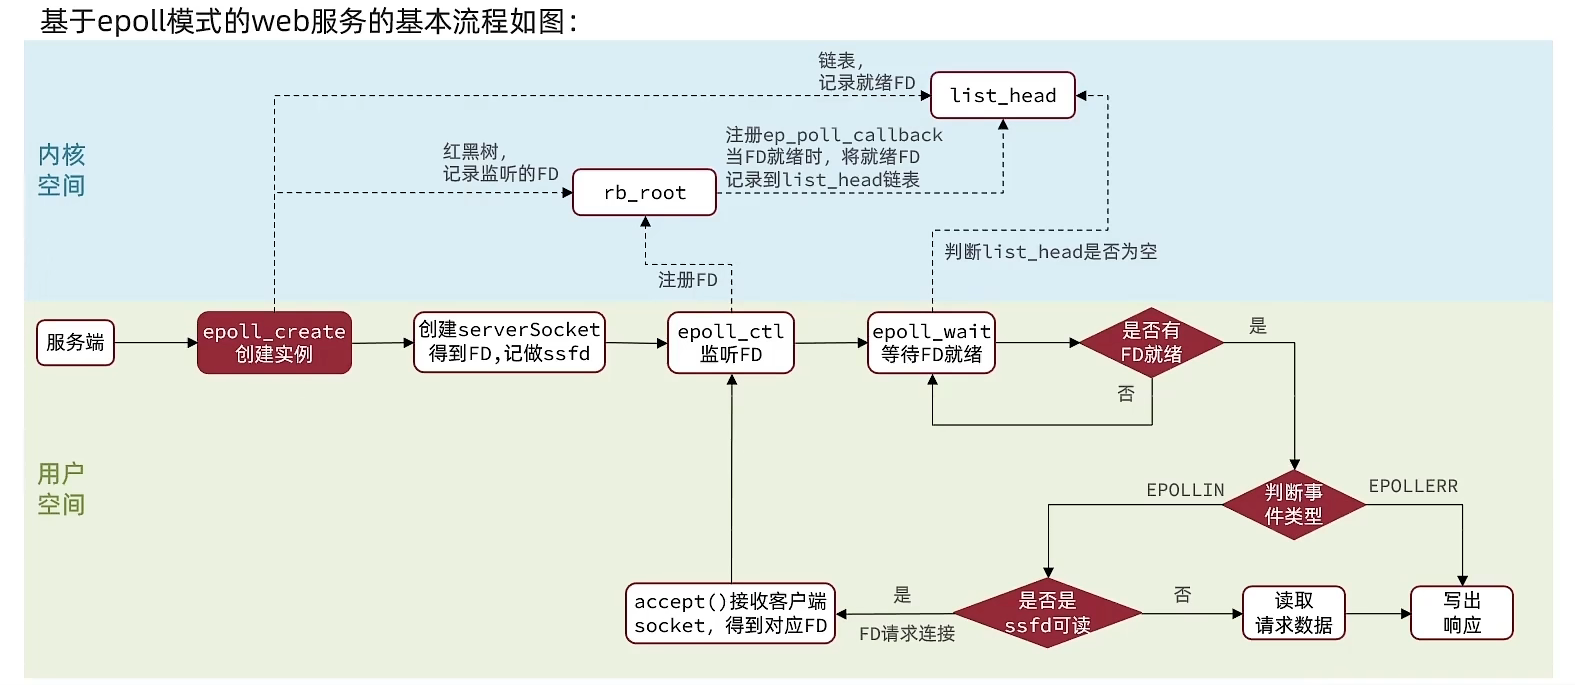 基于epoll模式的web服务的基本流程如图：
链表，
记录就绪FD
list_head
注册ep_poll_callback
当FD就绪时，将就绪FD
记录到list_head链表
红黑树，
记录监听的FD
内核
空间
rb_root
判断list_head是否为空
注册FD
服务端
epoll_create
创建实例
创建serverSocket
得到FD,记做ssfd
epoll_ctl
监听FD
epoll_wait
等待FD就绪
是否有
FD就绪
是
否
用户
空间
EPOLLIN
判断事
件类型
EPOLLERR
accept()接收客户端
socket，得到对应FD
是
FD请求连接
是否是
ssfd可读
否
读取
请求数据
写出
响应